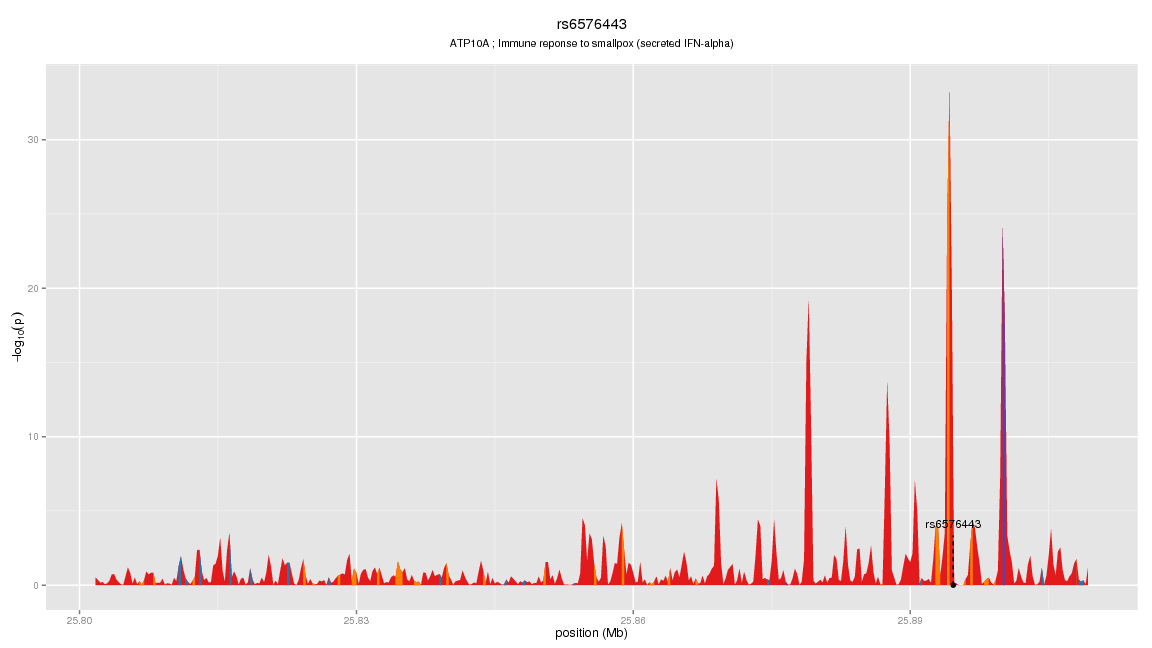 rs6576443
ATP10A ; Immune reponse to smallpox (secreted IFN-alpha)
30
20
10
0
−log10(p)
rs6576443
25.80 25.83 25.86 25.89
position (Mb)